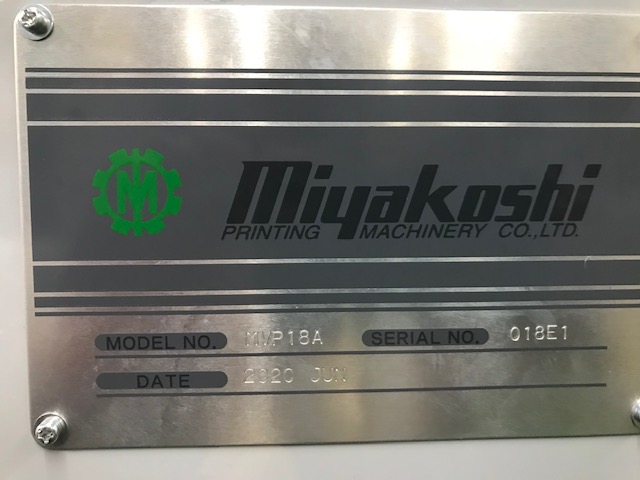 M
Miyakoshi
PRINTING MACHINERY CO.,LTD.
MODEL NO. MVP18A SERIAL NO. 018E1
DATE 2020 JUN